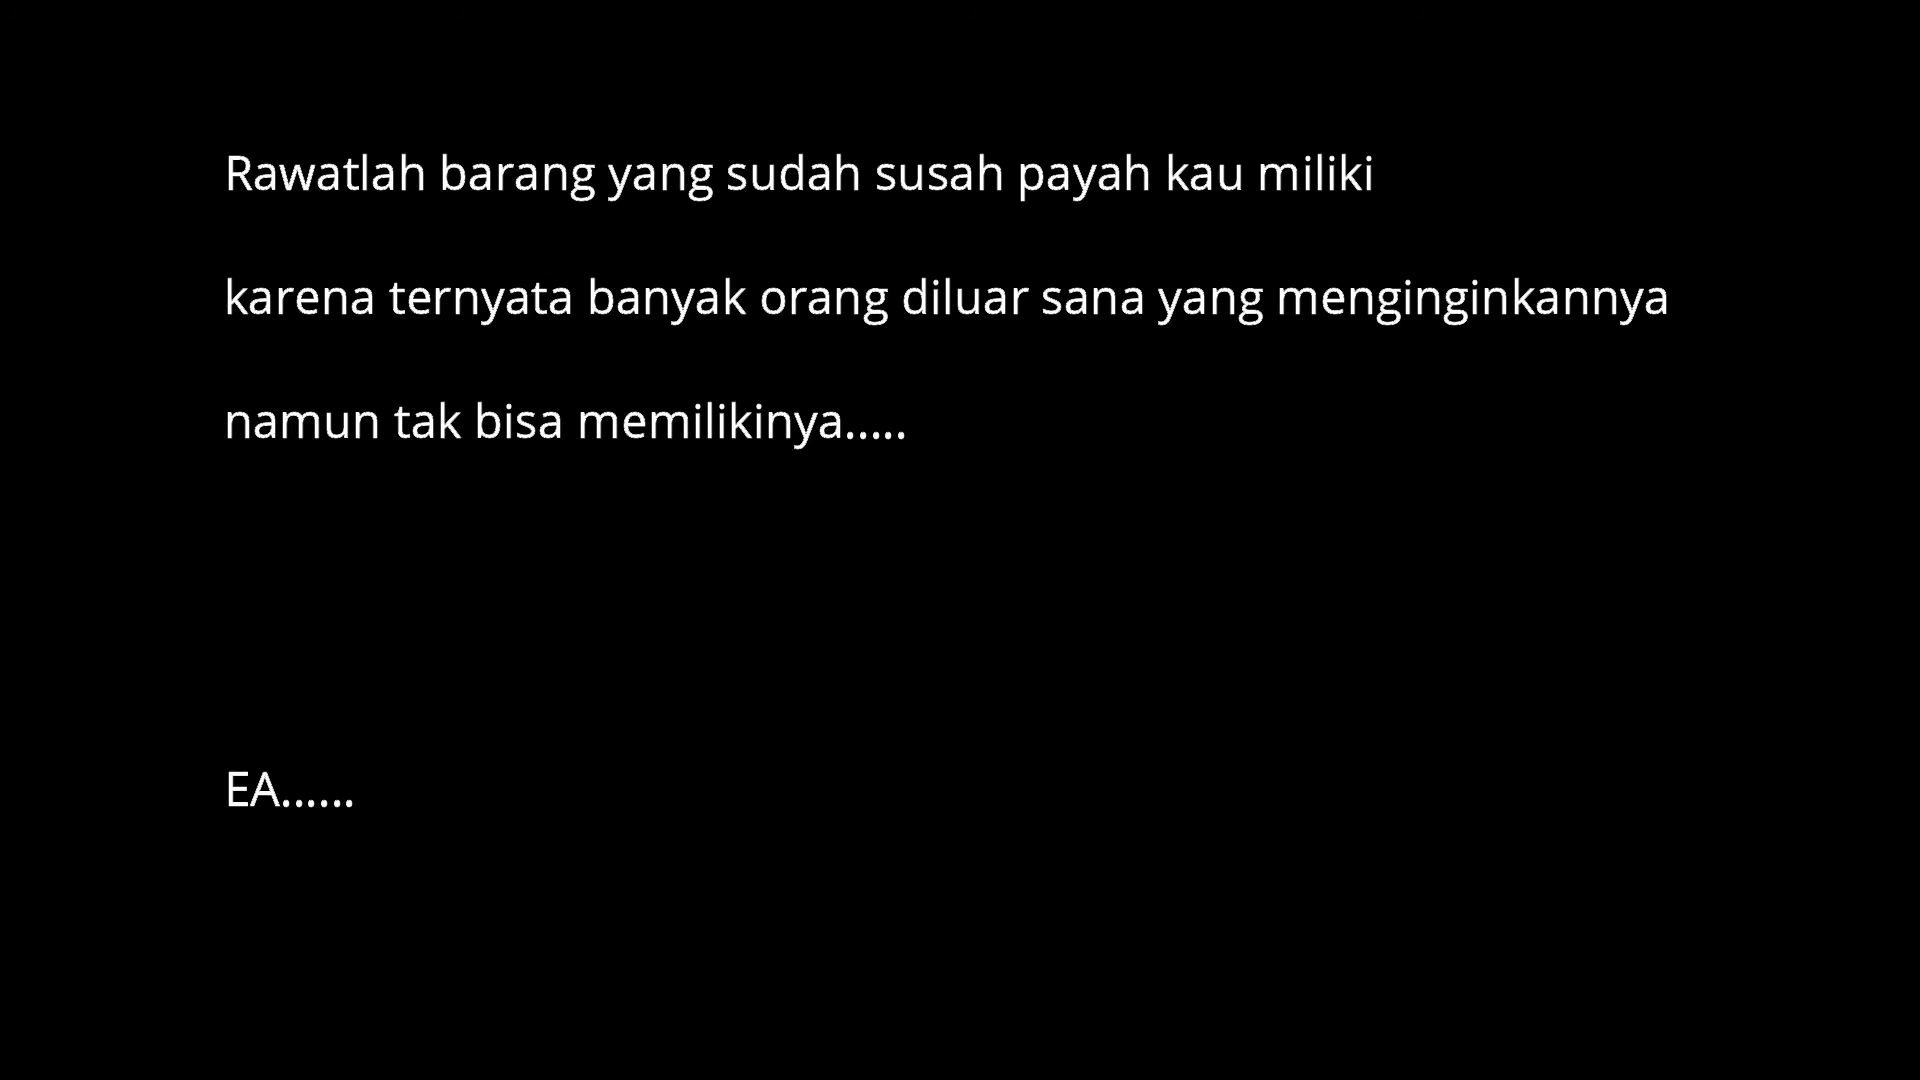 Rawatlah barang yang sudah susah payah kau miliki
karena ternyata banyak orang diluar sana yang menginginkannya
namun tak bisa memilikinya.....
EA......